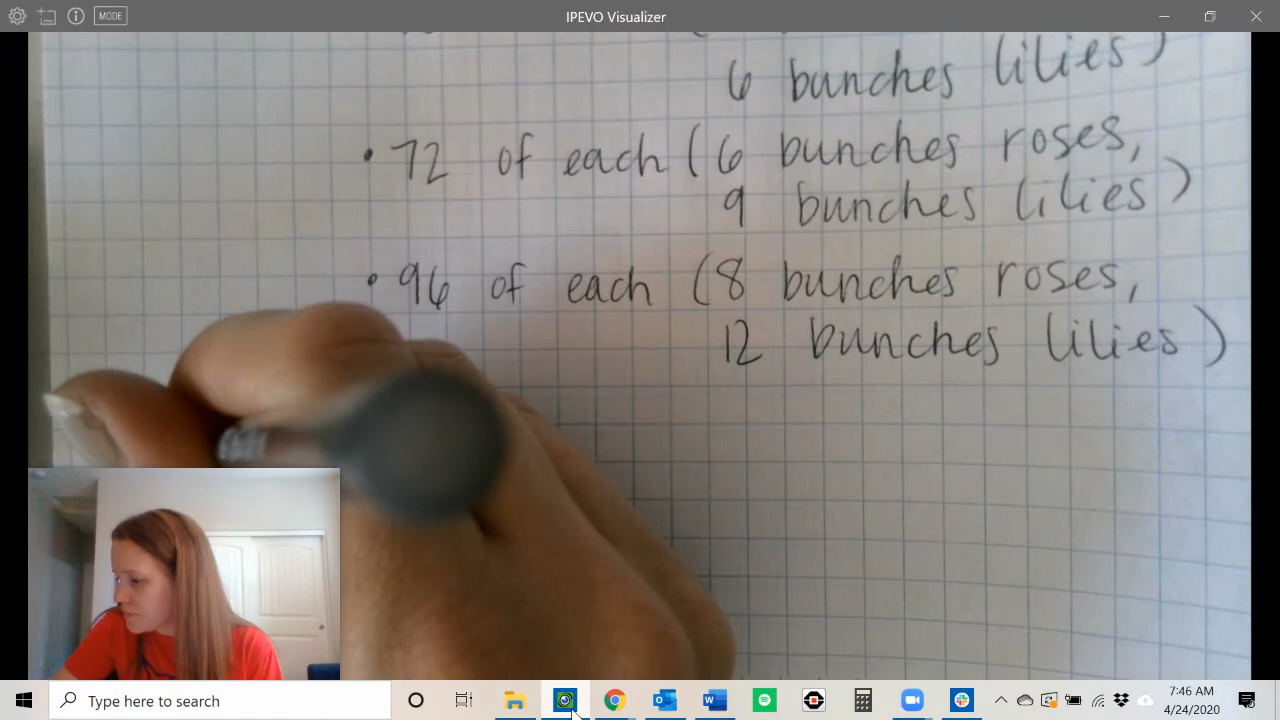 MODE
IPEVO Visualizer
6 bunches lilies)
• 72 of each (6 bunches roses,
9 bunches lilies)
• 96 of each (8 bunches roses,
12 bunches lilies)
Type here to search
7:46 AM
4/24/2020